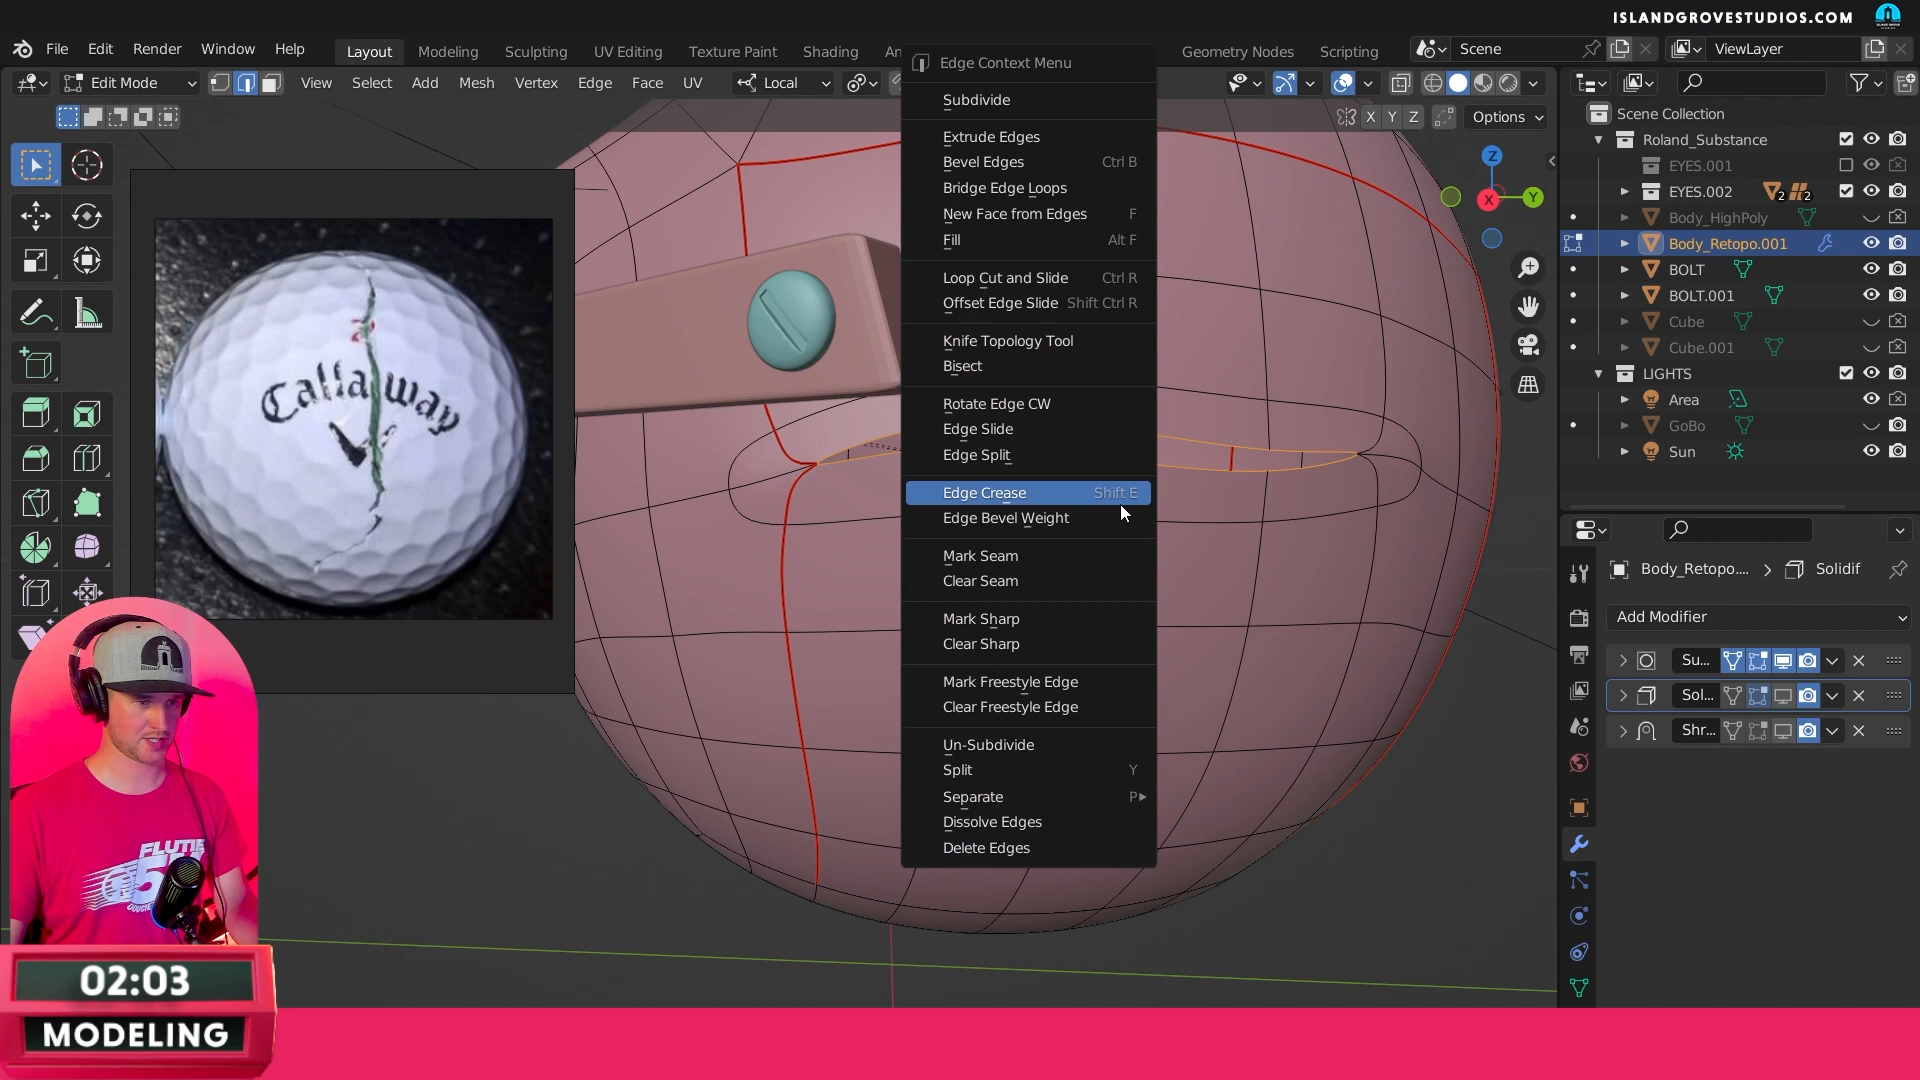 ISLANDGROVESTUDIOS.COM
File Edit Render Window Help
Layout Modeling Sculpting UV Editing Texture Paint Shading An
Geometry Nodes Scripting
Scene
ViewLayer
Edit Mode
View Select Add Mesh Vertex Edge Face UV
Local
X Y Z
Options
Edge Context Menu
Subdivide
Extrude Edges
Bevel Edges Ctrl B
Bridge Edge Loops
New Face from Edges F
Fill Alt F
Loop Cut and Slide Ctrl R
Offset Edge Slide Shift Ctrl R
Knife Topology Tool
Bisect
Rotate Edge CW
Edge Slide
Edge Split
Edge Crease Shift E
Edge Bevel Weight
Mark Seam
Clear Seam
Mark Sharp
Clear Sharp
Mark Freestyle Edge
Clear Freestyle Edge
Un-Subdivide
Split Y
Separate P
Dissolve Edges
Delete Edges
Callaway
Z
X
Y
Scene Collection
Roland_Substance
EYES.001
EYES.002 2 2
Body_HighPoly
Body_Retopo.001
BOLT
BOLT.001
Cube
Cube.001
LIGHTS
Area
GoBo
Sun
Body_Retopo.... > Solidif
Add Modifier
Su...
Sol...
Shr...
02:03
MODELING